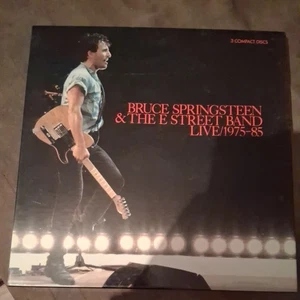 3 COMPACT DISCS
BRUCE SPRINGSTEEN
& THE E STREET BAND
LIVE/1975-85